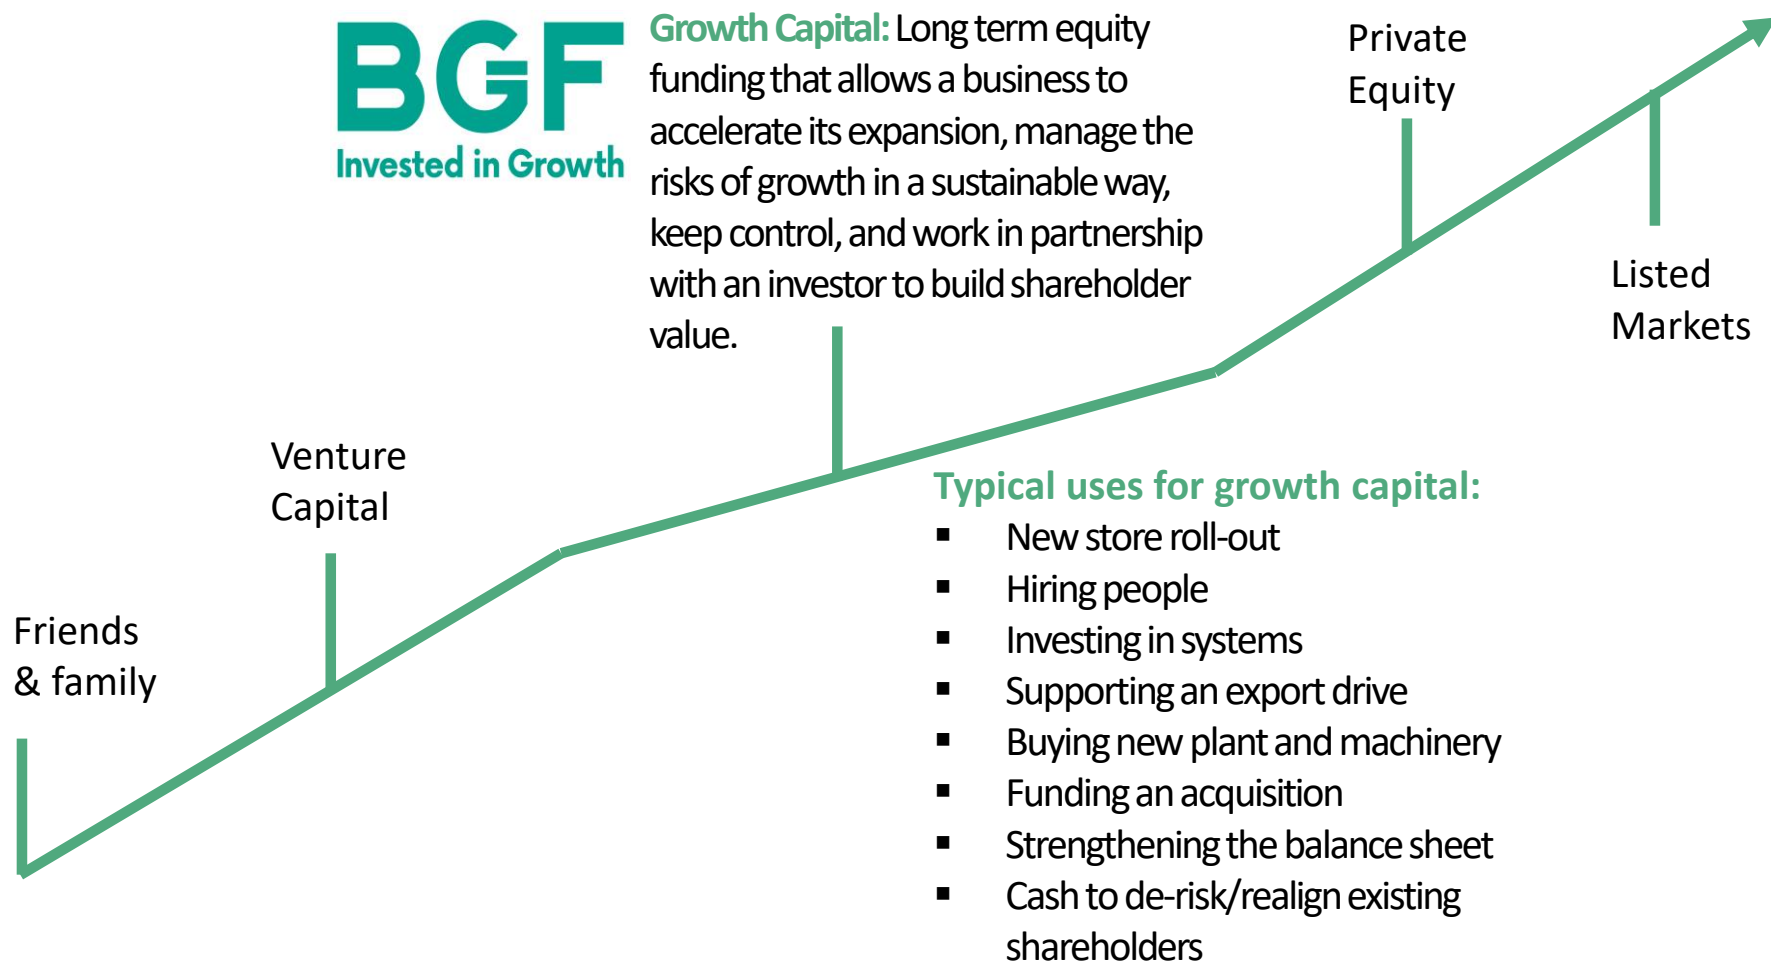 BGF
Invested in Growth
Growth Capital: Long term equity
funding that allows a business to
accelerate its expansion, manage the
risks of growth in a sustainable way,
keep control, and work in partnership
with an investor to build shareholder
value.
Private
Equity
Listed
Markets
Venture
Capital
Friends
& family
Typical uses for growth capital:
▪ New store roll-out
▪ Hiring people
▪ Investing in systems
▪ Supporting an export drive
▪ Buying new plant and machinery
▪ Funding an acquisition
▪ Strengthening the balance sheet
▪ Cash to de-risk/realign existing
shareholders